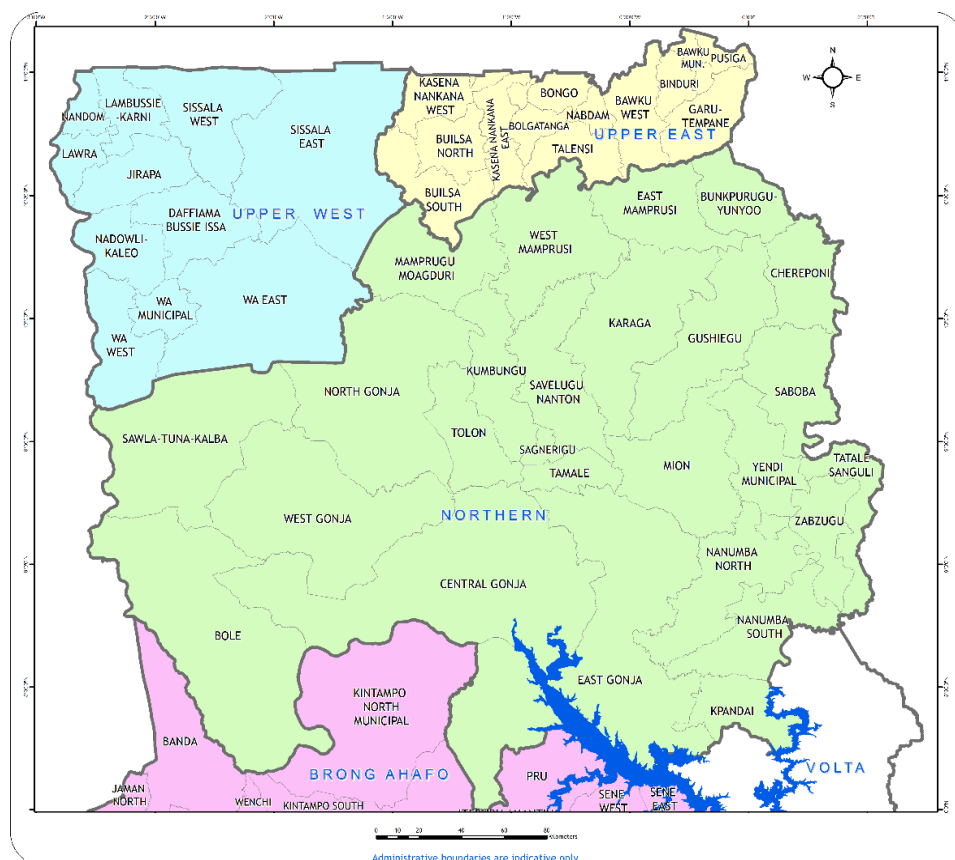 N
W E
S
BAWKU
MUN.
PUSIGA
KASENA
NANKANA
WEST
BONGO
BINDURI
LAMBUSSIE
-KARNI
SISSALA
WEST
NANDOM
SISSALA
EAST
KASENA NANKANA
EAST
BOLGATANGA
NABDAM
BAWKU
WEST
GARU-
TEMPANE
UPPER EAST
BUILSA
NORTH
TALENSI
LAWRA
JIRAPA
BUILSA
SOUTH
DAFFIAMA
BUSSIE ISSA
UPPER WEST
EAST
MAMPRUSI
BUNKPURUGU-
YUNYOO
NADOWLI-
KALEO
WEST
MAMPRUSI
MAMPRUGU
MOAGDURI
CHEREPONI
WA
MUNICIPAL
WA EAST
WA
WEST
KARAGA
GUSHIEGU
KUMBUNGU
NORTH GONJA
SAVELUGU
NANTON
SABOBA
SAWLA-TUNA-KALBA
TOLON
SAGNERIGU
TAMALE
MION
YENDI
MUNICIPAL
TATALE
SANGULI
WEST GONJA
NORTHERN
ZABZUGU
NANUMBA
NORTH
CENTRAL GONJA
NANUMBA
SOUTH
BOLE
EAST GONJA
KINTAMPO
NORTH
MUNICIPAL
KPANDAI
BANDA
BRONG AHAFO
PRU
VOLTA
JAMAN
NORTH
WENCHI
KINTAMPO SOUTH
SENE
WEST
SENE
EAST
0 10 20 40 60 80
Kilometers
Administrative boundaries are indicative only